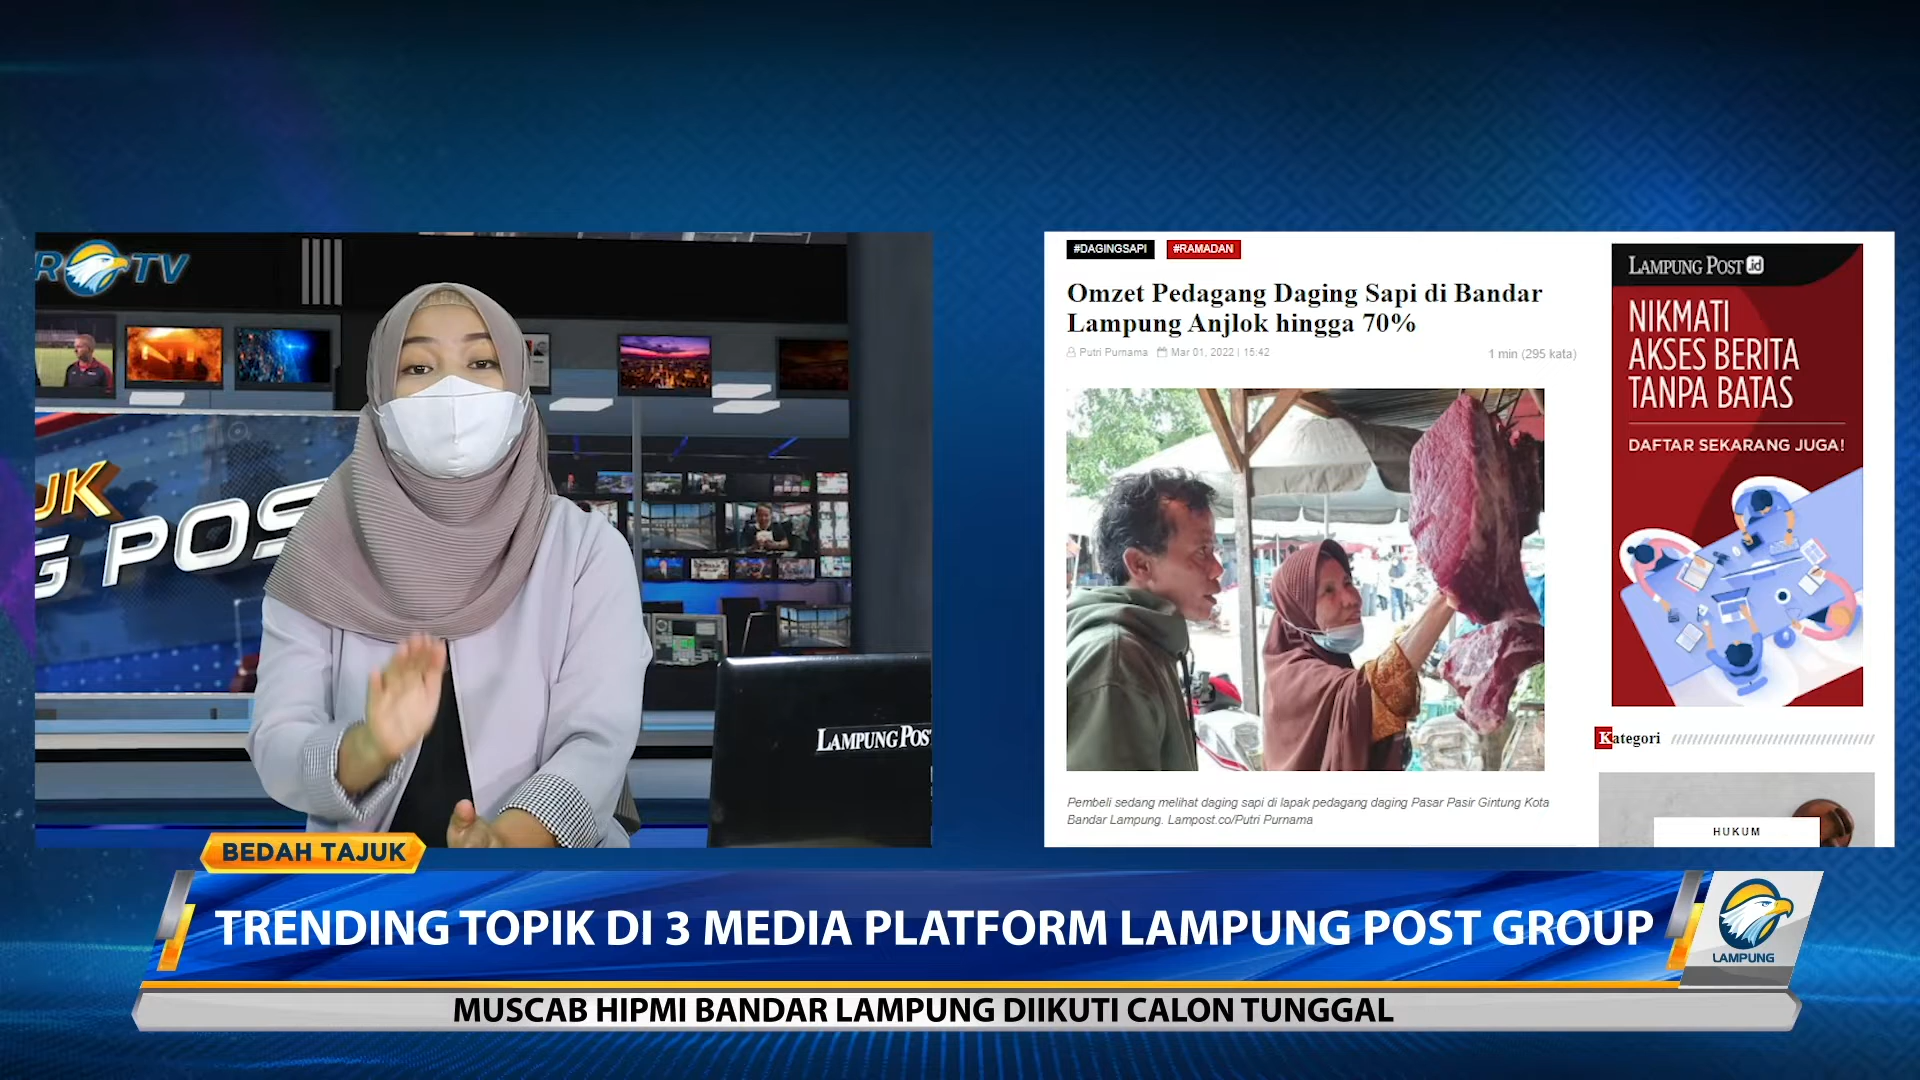 R TV
UK
G POS
LAMPUNG POST
#DAGINGSAPI #RAMADAN
Omzet Pedagang Daging Sapi di Bandar
Lampung Anjlok hingga 70%
Putri Purnama Mar 01, 2022 | 15:42
1 min (295 kata)
Pembeli sedang melihat daging sapi di lapak pedagang daging Pasar Pasir Gintung Kota
Bandar Lampung. Lampost.co/Putri Purnama
LAMPUNG POST .id
NIKMATI
AKSES BERITA
TANPA BATAS
DAFTAR SEKARANG JUGA!
Kategori
HUKUM
BEDAH TAJUK
TRENDING TOPIK DI 3 MEDIA PLATFORM LAMPUNG POST GROUP
LAMPUNG
MUSCAB HIPMI BANDAR LAMPUNG DIIKUTI CALON TUNGGAL